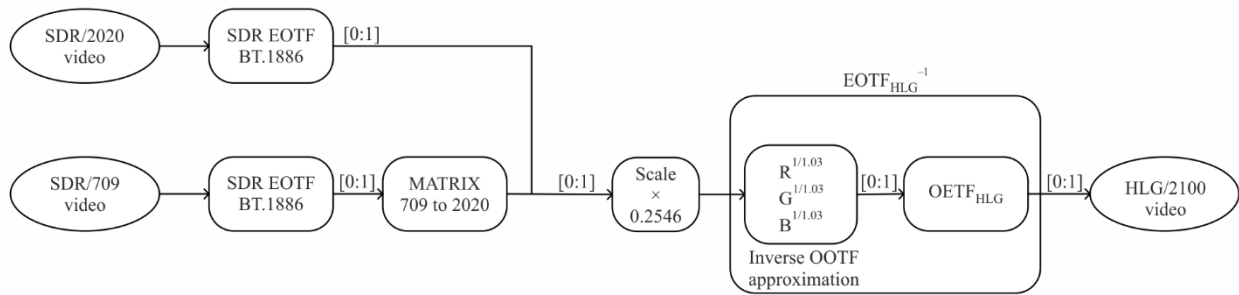 SDR/2020
video
SDR EOTF
BT.1886
[0:1]
EOTF_HLG^–1
SDR/709
video
SDR EOTF
BT.1886
[0:1]
MATRIX
709 to 2020
[0:1]
Scale
×
0.2546
R^1/1.03
G^1/1.03
B^1/1.03
[0:1]
OETF_HLG
[0:1]
HLG/2100
video
Inverse OOTF
approximation